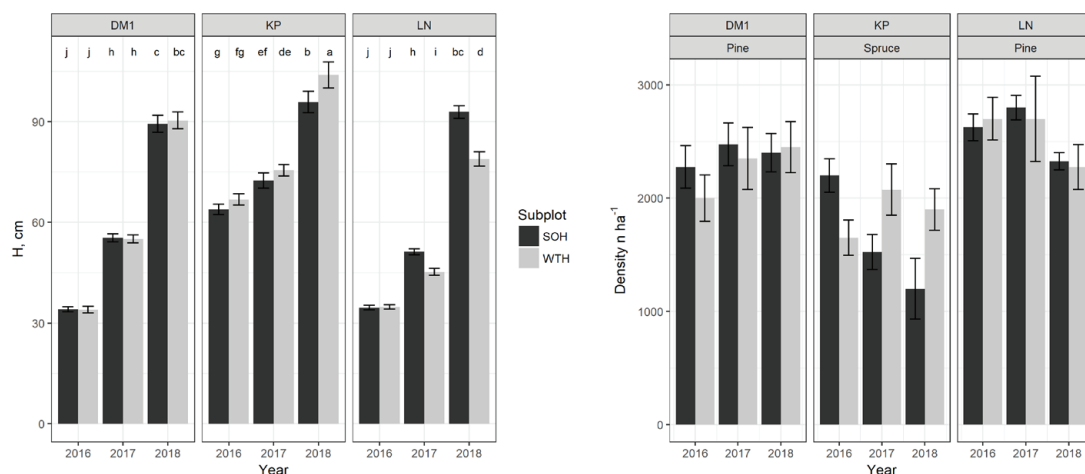 DM1 KP LN
j j h h c bc g fg ef de b a j j h i bc d
H, cm
90
60
30
0
2016 2017 2018 2016 2017 2018 2016 2017 2018
Year
Subplot
SOH
WTH
DM1 KP LN
Pine Spruce Pine
Density n ha⁻¹
3000
2000
1000
0
2016 2017 2018 2016 2017 2018 2016 2017 2018
Year